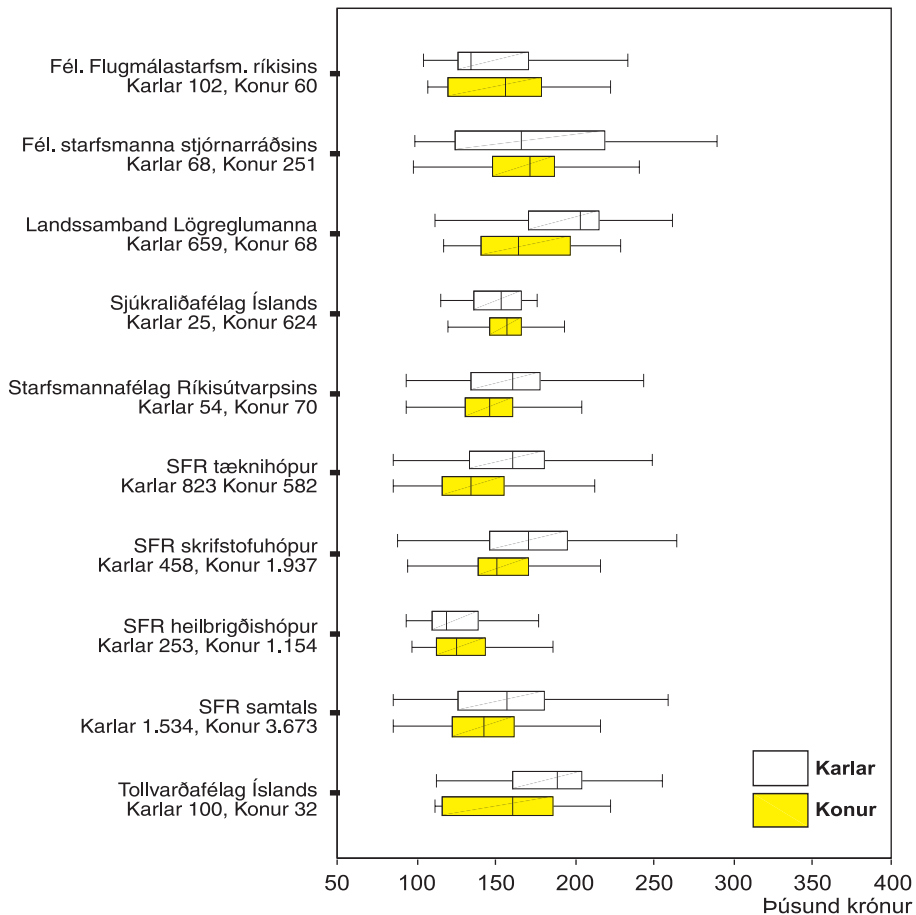 Fél. Flugmálastarfsm. ríkisins
Karlar 102, Konur 60
Fél. starfsmanna stjórnarráðsins
Karlar 68, Konur 251
Landssamband Lögreglumanna
Karlar 659, Konur 68
Sjúkraliðafélag Íslands
Karlar 25, Konur 624
Starfsmannafélag Ríkisútvarpsins
Karlar 54, Konur 70
SFR tæknihópur
Karlar 823 Konur 582
SFR skrifstofuhópur
Karlar 458, Konur 1.937
SFR heilbrigðishópur
Karlar 253, Konur 1.154
SFR samtals
Karlar 1.534, Konur 3.673
Tollvarðafélag Íslands
Karlar 100, Konur 32
Karlar
Konur
50 100 150 200 250 300 350 400
Þúsund krónur